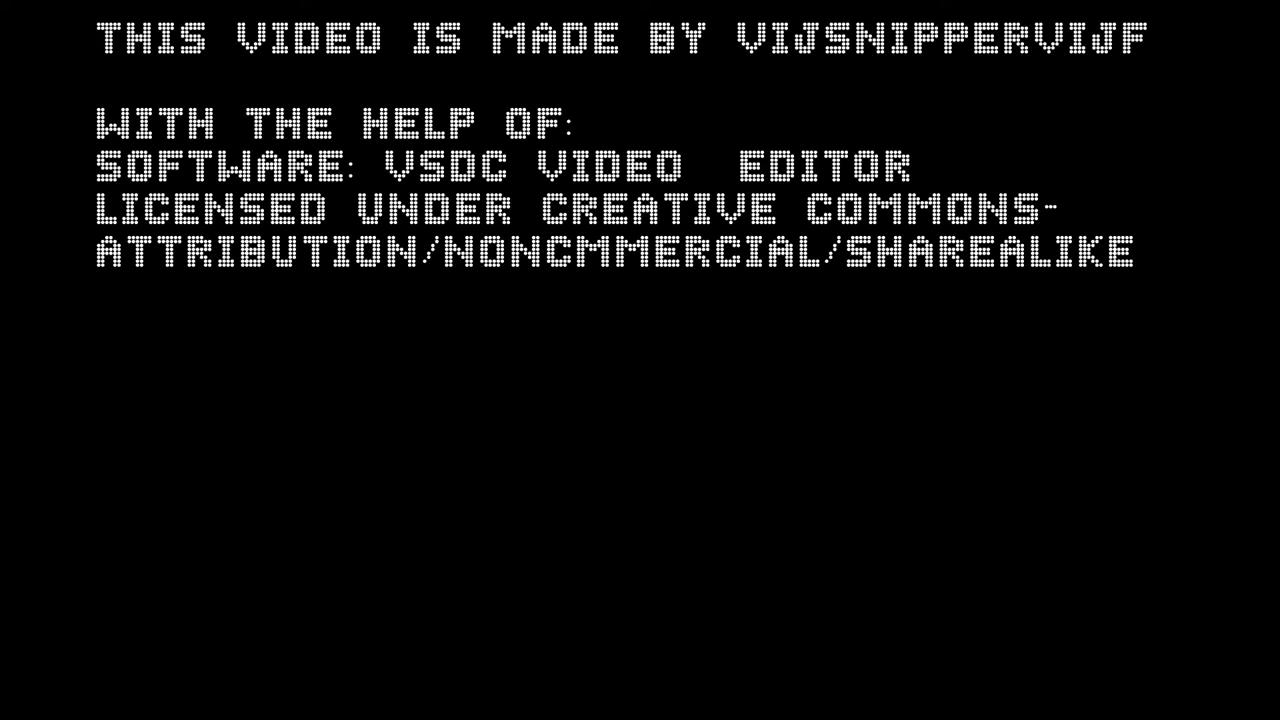 THIS VIDEO IS MADE BY VIJSNIPPERVIJF
WITH THE HELP OF:
SOFTWARE: VSDC VIDEO  EDITOR
LICENSED UNDER CREATIVE COMMONS-
ATTRIBUTION/NONCMMERCIAL/SHAREALIKE